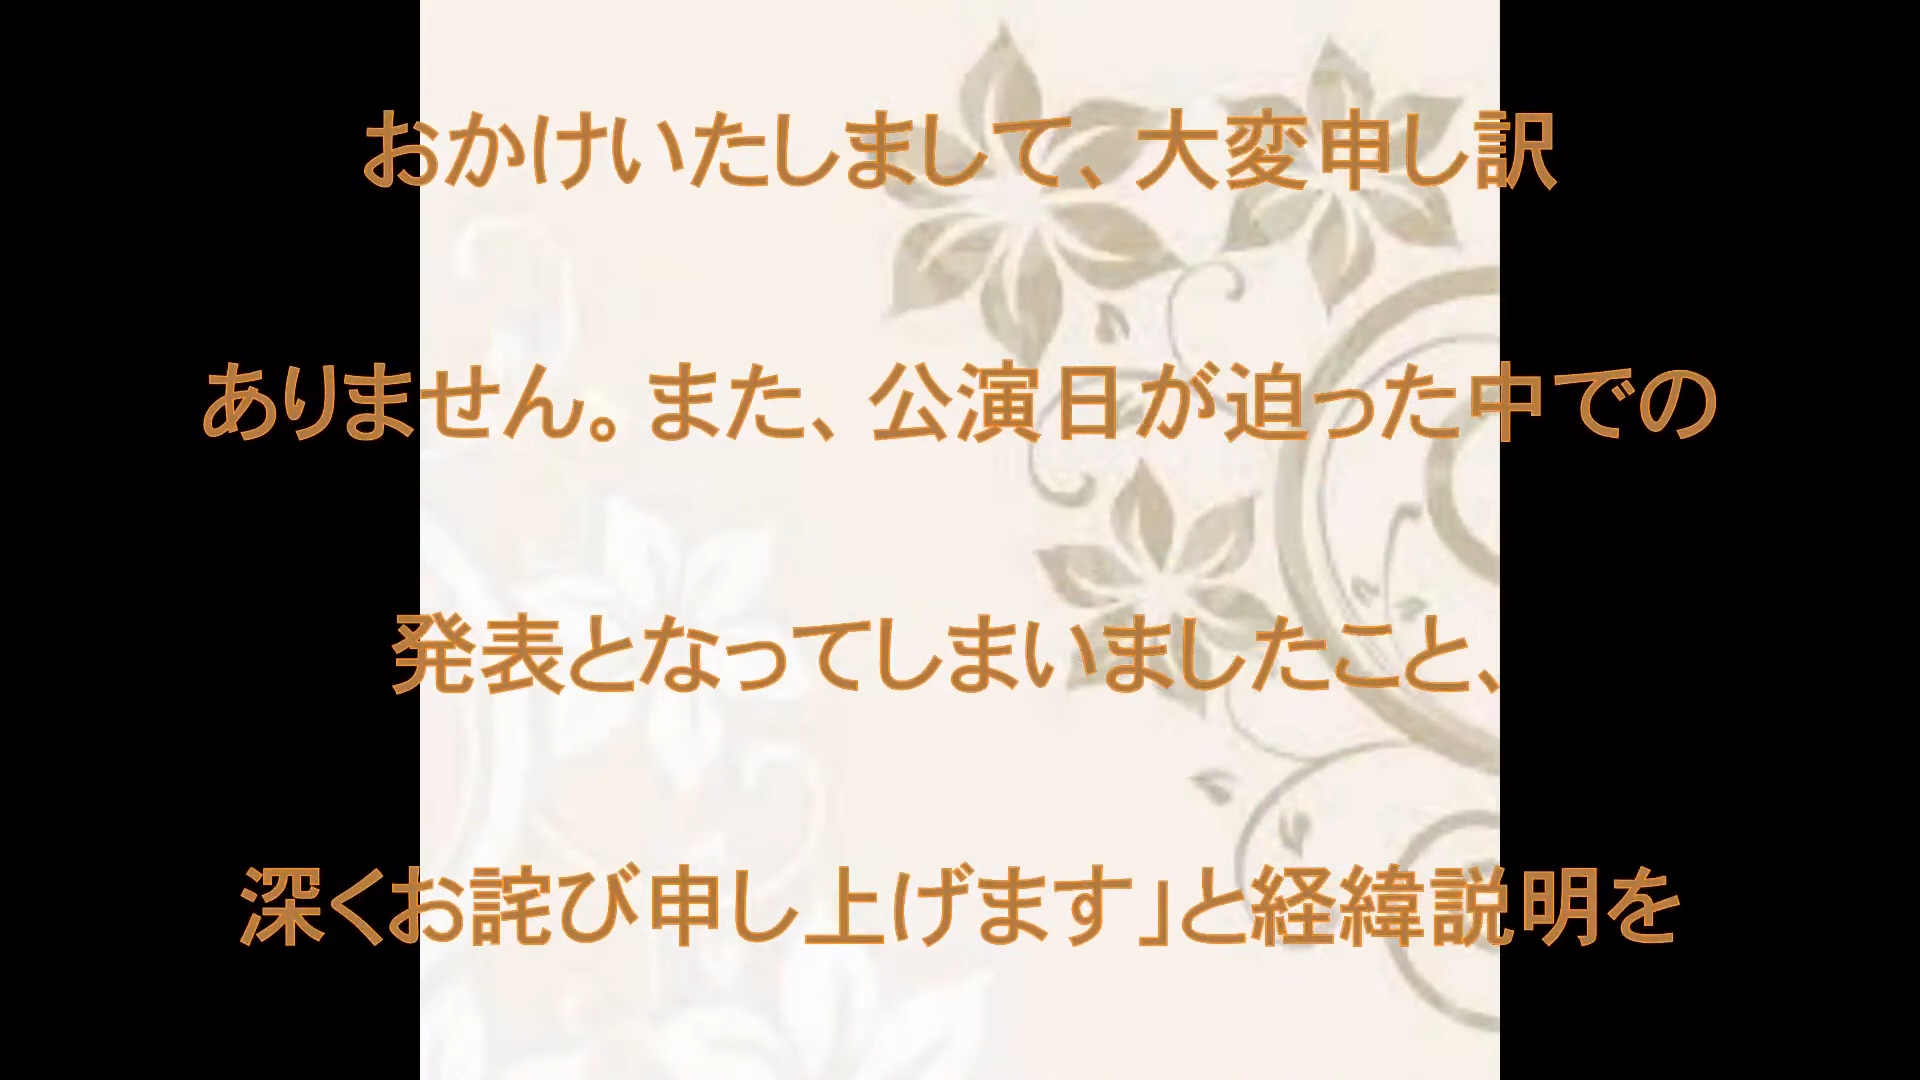 おかけいたしまして、大変申し訳
ありません。また、公演日が迫った中での
発表となってしまいましたこと、
深くお詫び申し上げます」と経緯説明を